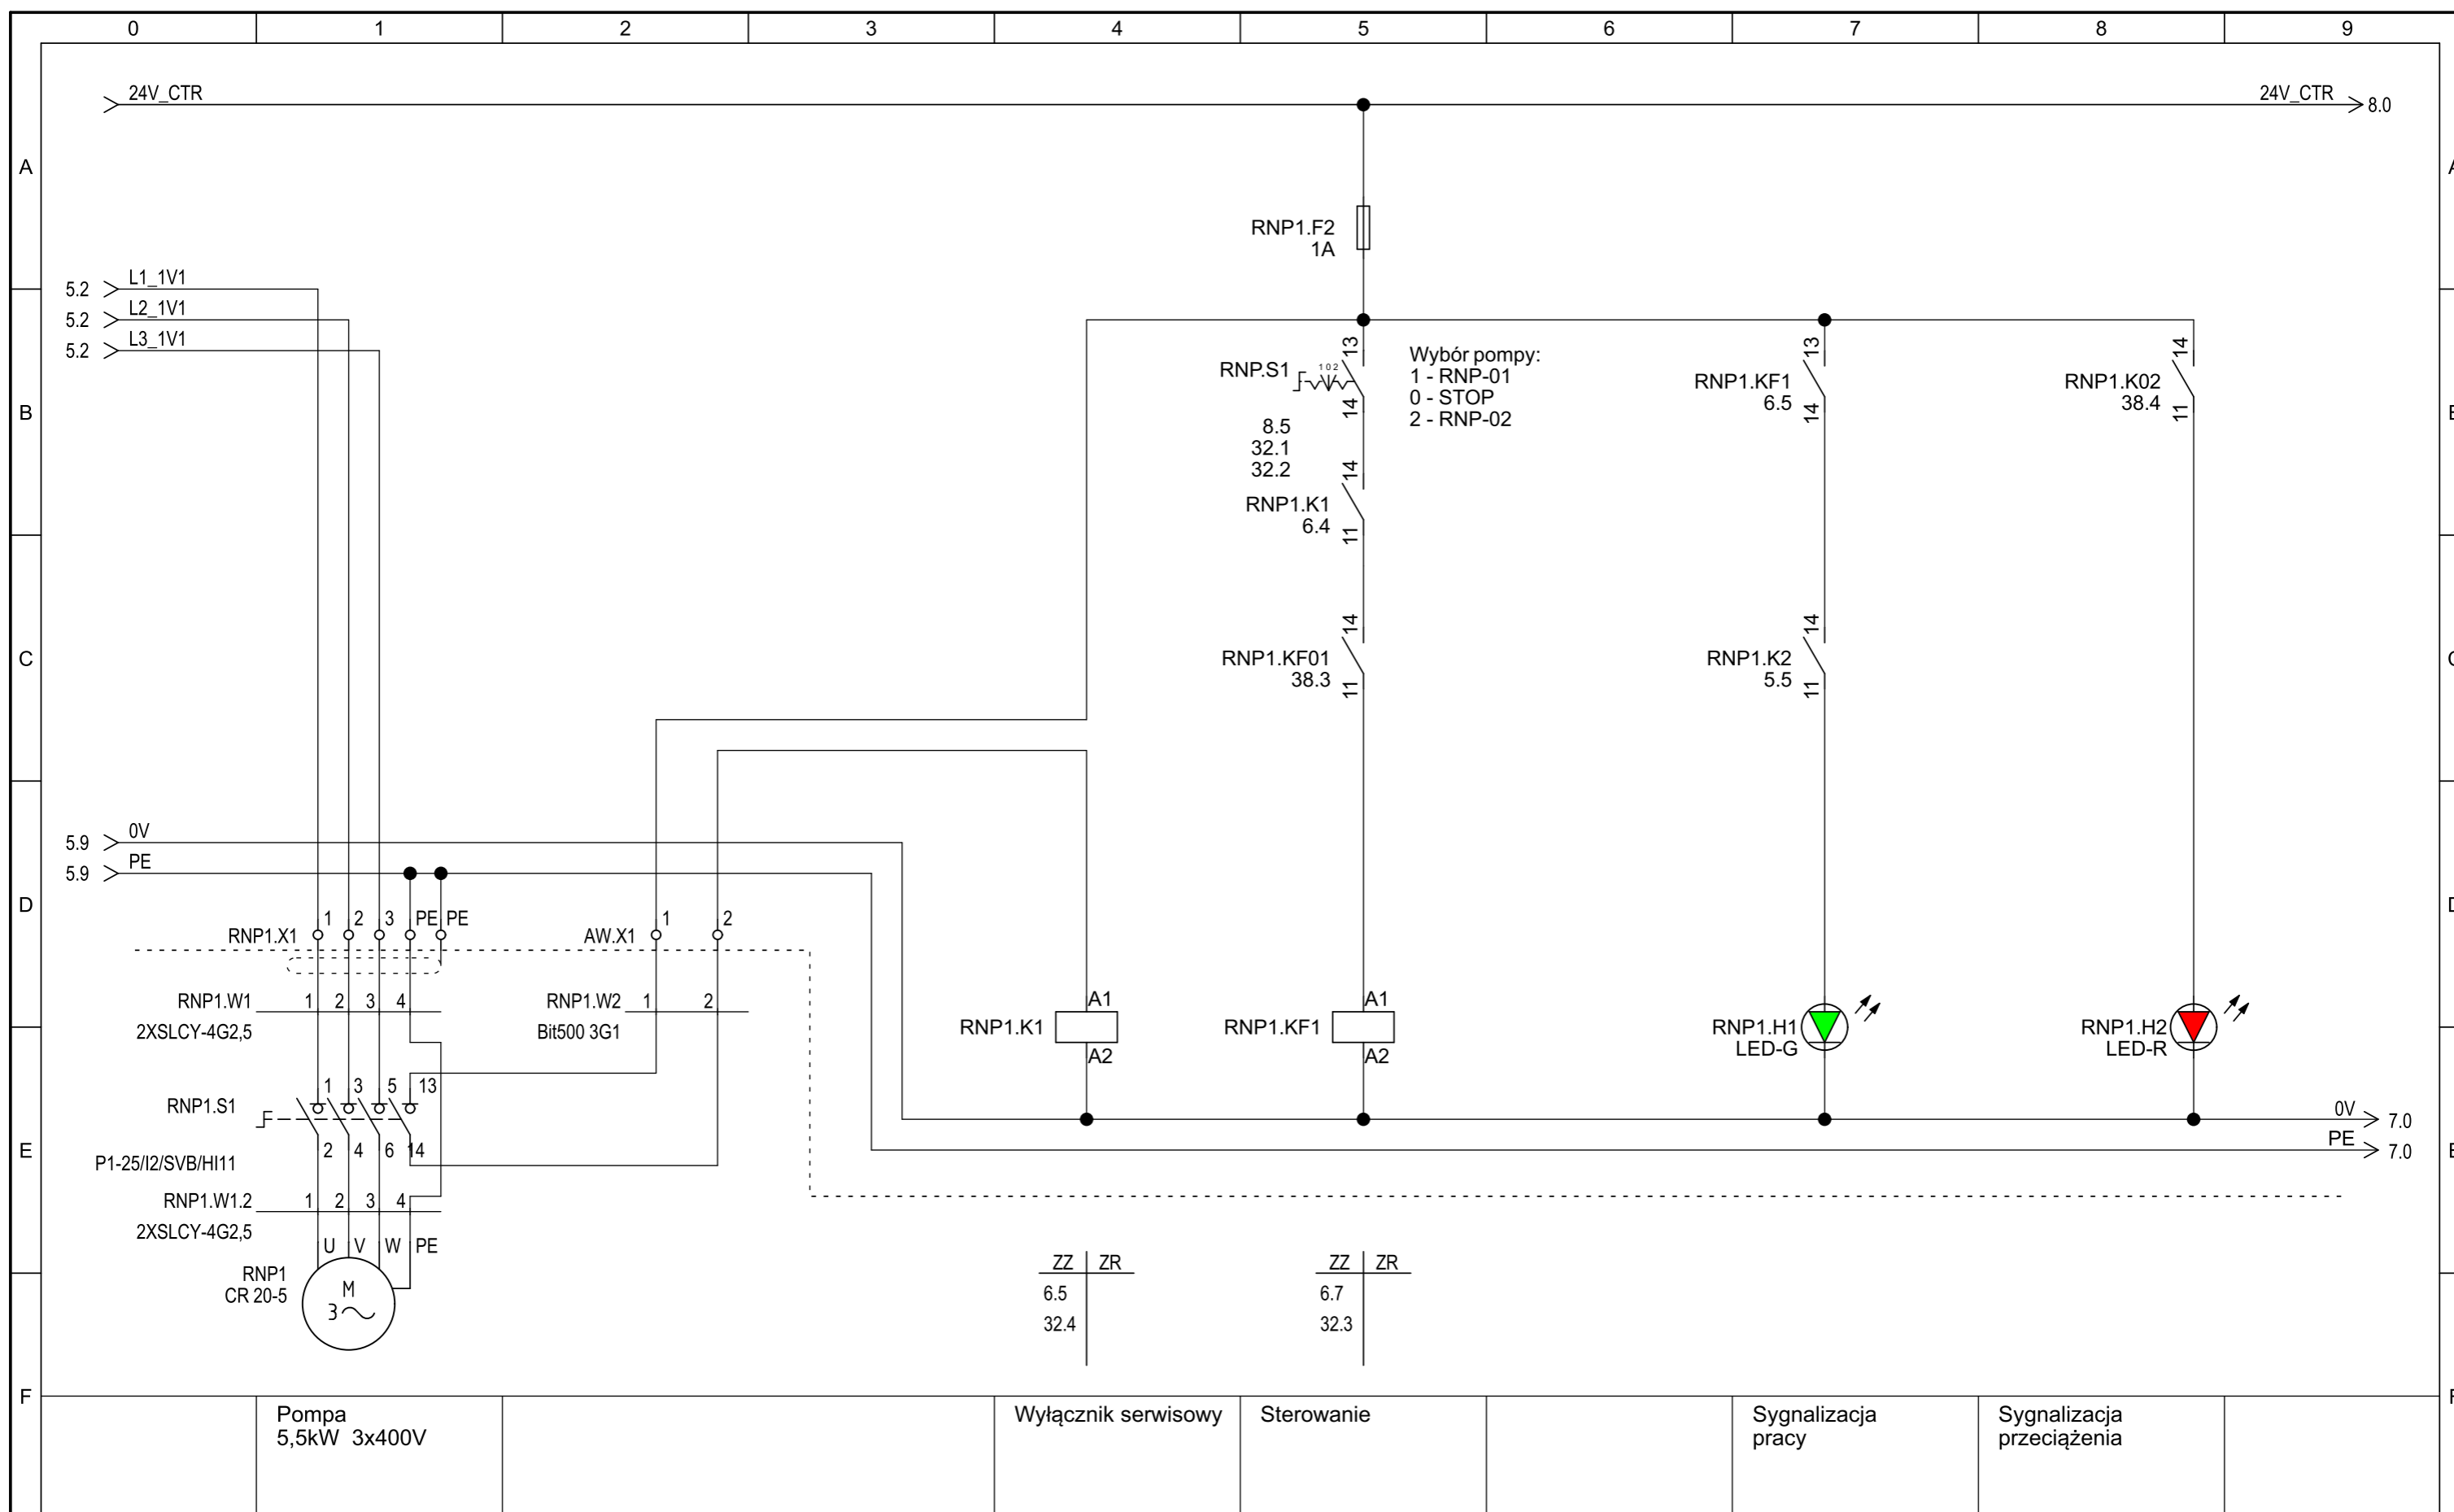 0 1 2 3 4 5 6 7 8 9
24V_CTR
24V_CTR
8.0
A
RNP1.F2
1A
5.2 L1_1V1
5.2 L2_1V1
5.2 L3_1V1
B
RNP.S1
1 0 2
13
14
Wybór pompy:
1 - RNP-01
0 - STOP
2 - RNP-02
8.5
32.1
32.2
RNP1.K1
6.4
14
11
RNP1.KF1
6.5
13
14
RNP1.K02
38.4
14
11
C
RNP1.KF01
38.3
14
11
RNP1.K2
5.5
14
11
5.9 0V
5.9 PE
D
RNP1.X1 1 2 3 PE PE
AW.X1 1 2
RNP1.W1 1 2 3 4
2XSLCY-4G2,5
RNP1.W2 1 2
Bit500 3G1
RNP1.K1
A1
A2
RNP1.KF1
A1
A2
RNP1.H1
LED-G
RNP1.H2
LED-R
E
RNP1.S1
1 3 5 13
2 4 6 14
P1-25/I2/SVB/HI11
0V 7.0
PE 7.0
RNP1.W1.2 1 2 3 4
2XSLCY-4G2,5
U V W PE
RNP1
CR 20-5
M
3
ZZ ZR
6.5
32.4
ZZ ZR
6.7
32.3
F
Pompa
5,5kW 3x400V
Wyłącznik serwisowy
Sterowanie
Sygnalizacja
pracy
Sygnalizacja
przeciążenia